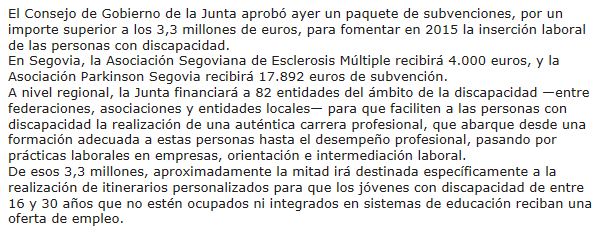 El Consejo de Gobierno de la Junta aprobó ayer un paquete de subvenciones, por un
importe superior a los 3,3 millones de euros, para fomentar en 2015 la inserción laboral
de las personas con discapacidad.
En Segovia, la Asociación Segoviana de Esclerosis Múltiple recibirá 4.000 euros, y la
Asociación Parkinson Segovia recibirá 17.892 euros de subvención.
A nivel regional, la Junta financiará a 82 entidades del ámbito de la discapacidad —entre
federaciones, asociaciones y entidades locales— para que faciliten a las personas con
discapacidad la realización de una auténtica carrera profesional, que abarque desde una
formación adecuada a estas personas hasta el desempeño profesional, pasando por
prácticas laborales en empresas, orientación e intermediación laboral.
De esos 3,3 millones, aproximadamente la mitad irá destinada específicamente a la
realización de itinerarios personalizados para que los jóvenes con discapacidad de entre
16 y 30 años que no estén ocupados ni integrados en sistemas de educación reciban una
oferta de empleo.